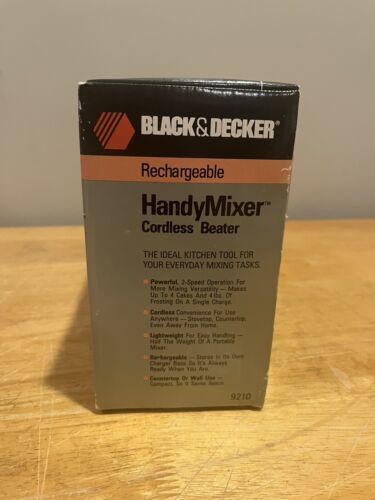 BLACK&DECKER®
Rechargeable
HandyMixer™
Cordless Beater
THE IDEAL KITCHEN TOOL FOR
YOUR EVERYDAY MIXING TASKS.
Powerful, 2-Speed Operation For
More Mixing Versatility — Makes
Up To 4 Cakes And 4 lbs. Of
Frosting On A Single Charge.
Cordless Convenience For Use
Anywhere — Stovetop, Countertop,
Even Away From Home.
Lightweight For Easy Handling —
Half The Weight Of A Portable
Mixer.
Rechargeable — Stores In Its Own
Charger Base So It's Always
Ready When You Are.
Countertop Or Wall Use —
Compact, To Save Space.
9210